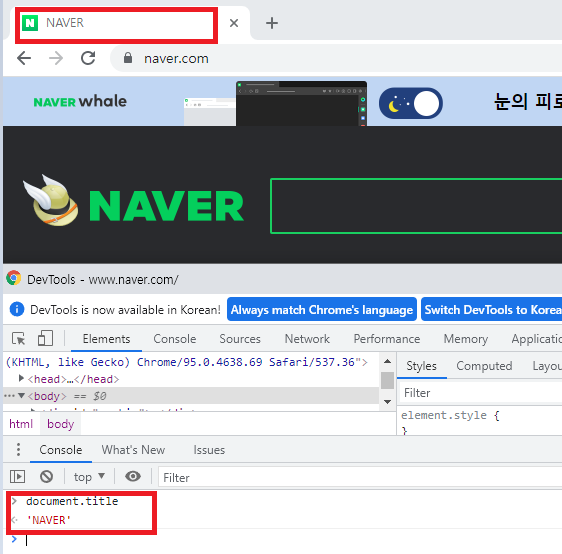 N NAVER
naver.com
NAVER whale
눈의 피로
NAVER
DevTools - www.naver.com/
DevTools is now available in Korean! Always match Chrome's language Switch DevTools to Korea
Elements Console Sources Network Performance Memory Applicatio
(KHTML, like Gecko) Chrome/95.0.4638.69 Safari/537.36">
<head>…</head>
<body> == $0
html body
Styles Computed Layou
Filter
element.style {
}
Console What's New Issues
top Filter
document.title
'NAVER'